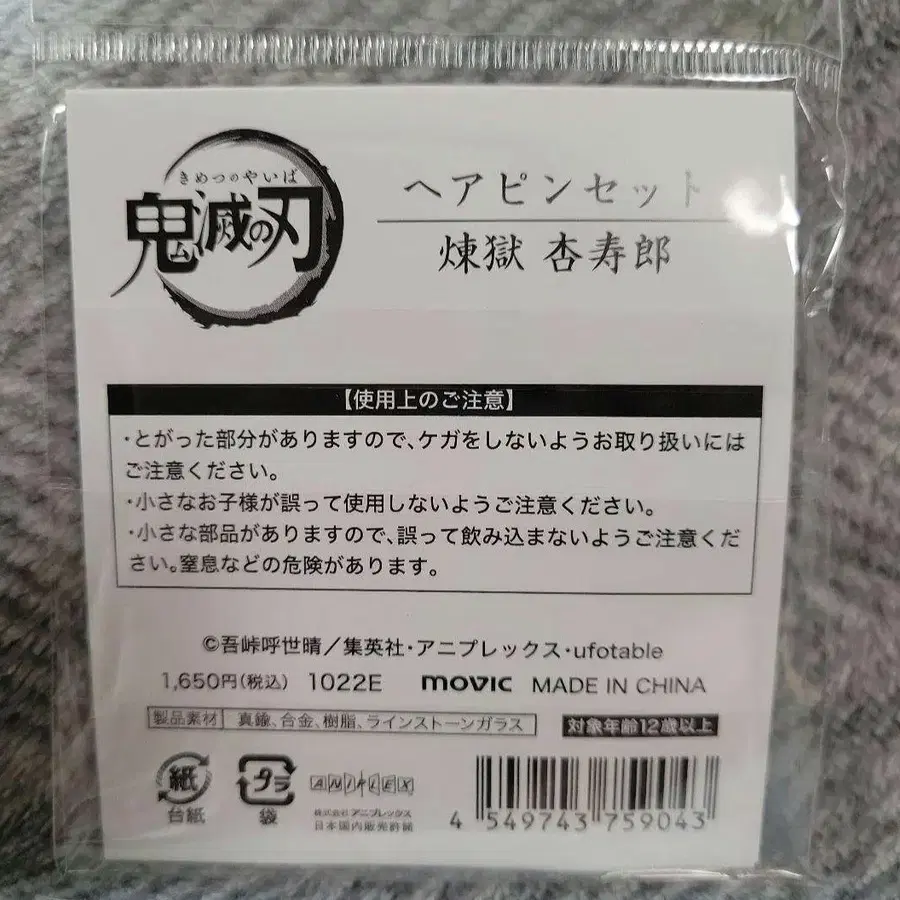 きめつのやいば
鬼滅の刃
ヘアピンセット
煉獄 杏寿郎
【使用上のご注意】
・とがった部分がありますので、ケガをしないようお取り扱いには
ご注意ください。
・小さなお子様が誤って使用しないようご注意ください。
・小さな部品がありますので、誤って飲み込まないようご注意くだ
さい。窒息などの危険があります。
©吾峠呼世晴／集英社・アニプレックス・ufotable
1,650円(税込) 1022E movic MADE IN CHINA
製品素材 真鍮、合金、樹脂、ラインストーンガラス 対象年齢12歳以上
紙 プラ ANIPLEX
台紙 袋 株式会社アニプレックス
日本国内販売許諾
4 549743 759043